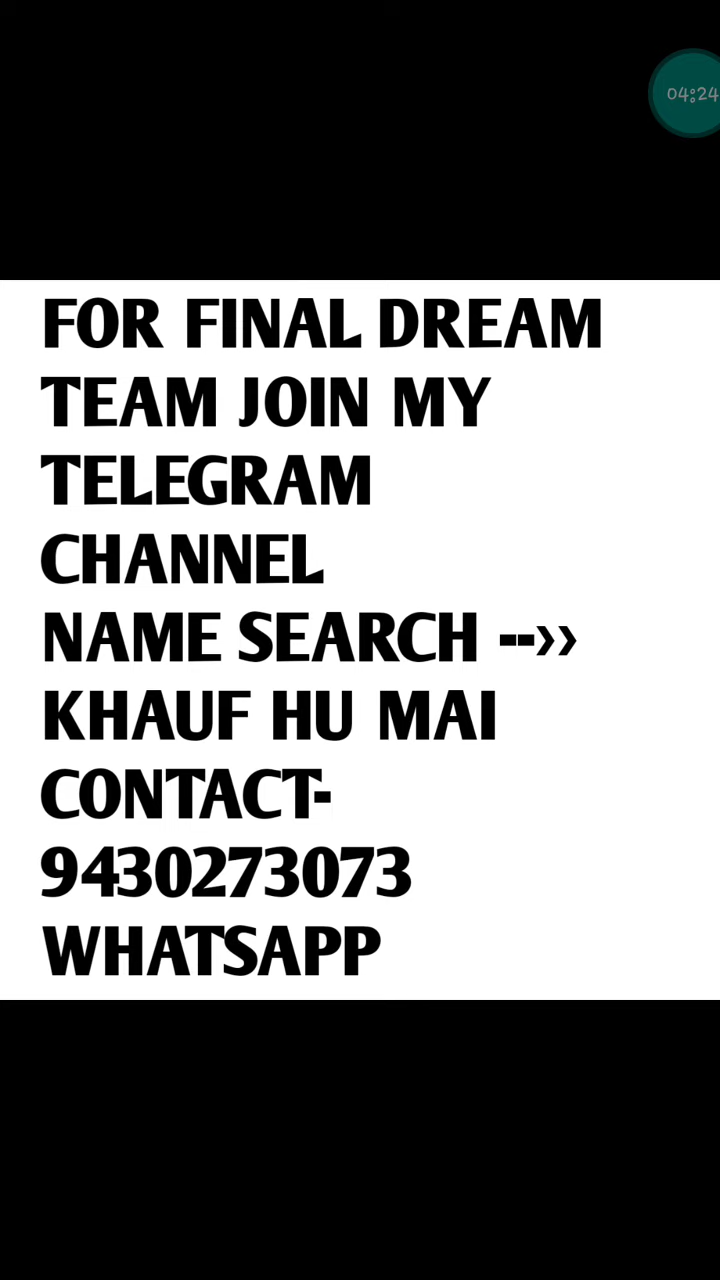 04:24
FOR FINAL DREAM
TEAM JOIN MY
TELEGRAM
CHANNEL
NAME SEARCH --››
KHAUF HU MAI
CONTACT-
9430273073
WHATSAPP